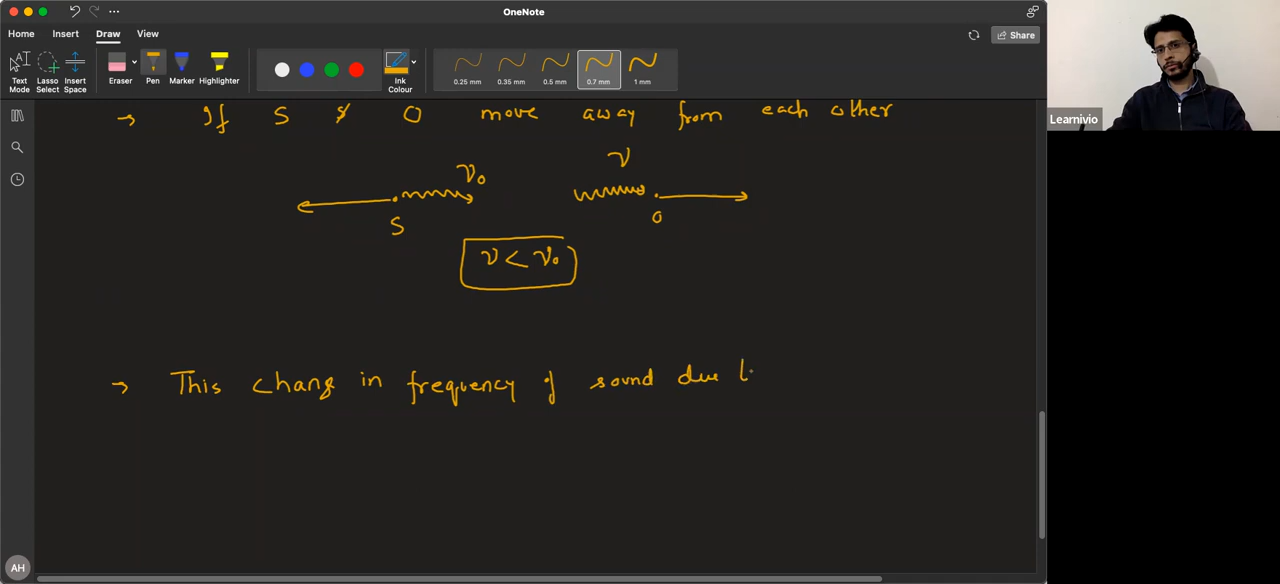 OneNote
Home Insert Draw View
Share
Text Mode
Lasso Select
Insert Space
Eraser
Pen
Marker
Highlighter
Ink Colour
0.25 mm 0.35 mm 0.5 mm 0.7 mm 1 mm
Learnivio
→ If S & O move away from each other
ν₀ ν
S O
ν < ν₀
→ This chang in frequency of sound due
AH